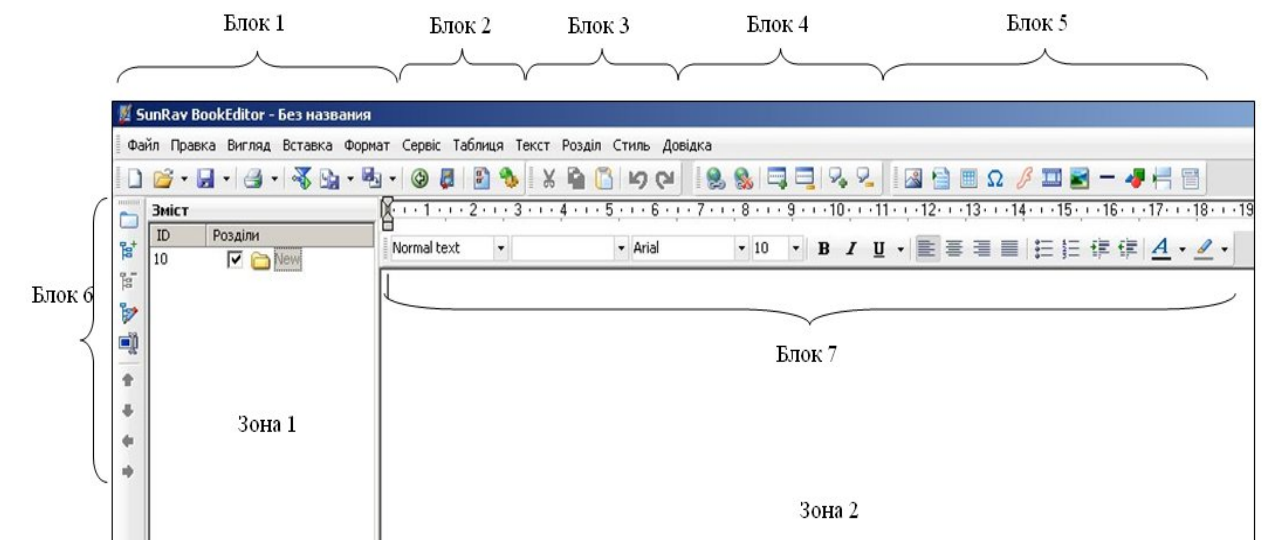 Блок 1 Блок 2 Блок 3 Блок 4 Блок 5
SunRav BookEditor - Без названия
Файл Правка Вигляд Вставка Формат Сервіс Таблиця Текст Розділ Стиль Довідка
Зміст
1 2 3 4 5 6 7 8 9 10 11 12 13 14 15 16 17 18 19
ID Розділи
Normal text Arial 10 B I U A
10 New
Блок 6
Блок 7
Зона 1
Зона 2